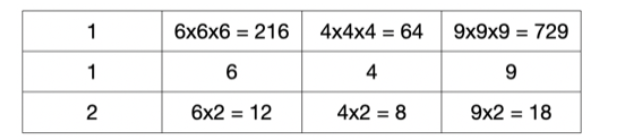 1 6x6x6 = 216 4x4x4 = 64 9x9x9 = 729
1 6 4 9
2 6x2 = 12 4x2 = 8 9x2 = 18